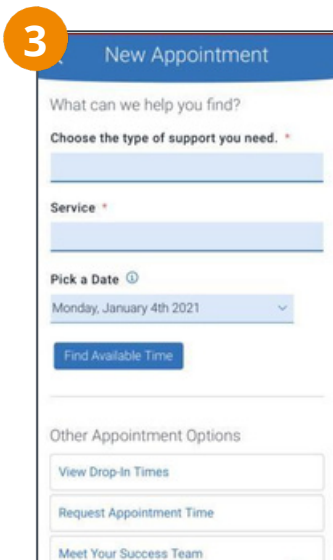 3
New Appointment
What can we help you find?
Choose the type of support you need. *
Service *
Pick a Date
Monday, January 4th 2021
Find Available Time
Other Appointment Options
View Drop-In Times
Request Appointment Time
Meet Your Success Team